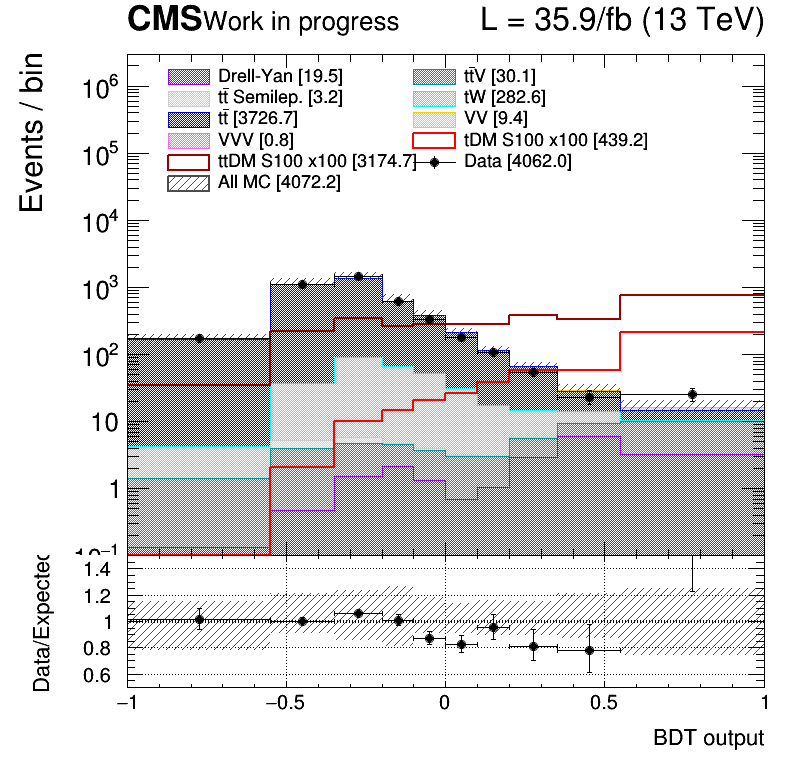 CMS Work in progress L = 35.9/fb (13 TeV)
Events / bin
Drell-Yan [19.5] tt̄V [30.1]
tt̄ Semilep. [3.2] tW [282.6]
tt̄ [3726.7] VV [9.4]
VVV [0.8] tDM S100 x100 [439.2]
ttDM S100 x100 [3174.7] Data [4062.0]
All MC [4072.2]
10⁶
10⁵
10⁴
10³
10²
10
1
10⁻¹
Data/Expected
1.4
1.2
1
0.8
0.6
−1 −0.5 0 0.5 1
BDT output